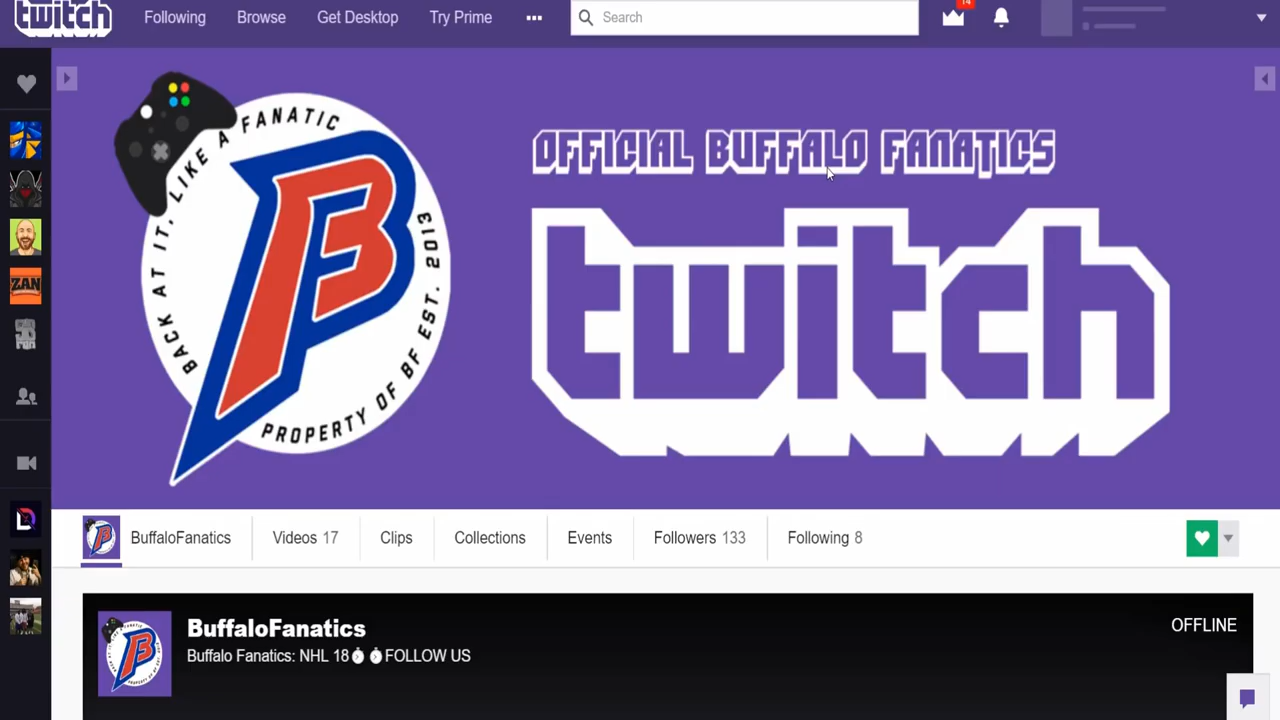 twitch
Following
Browse
Get Desktop
Try Prime
Search
14
OFFICIAL BUFFALO FANATICS
twitch
BACK AT IT, LIKE A FANATIC
PROPERTY OF BF EST. 2013
ZAN
BuffaloFanatics
Videos 17
Clips
Collections
Events
Followers 133
Following 8
BuffaloFanatics
Buffalo Fanatics: NHL 18 FOLLOW US
OFFLINE